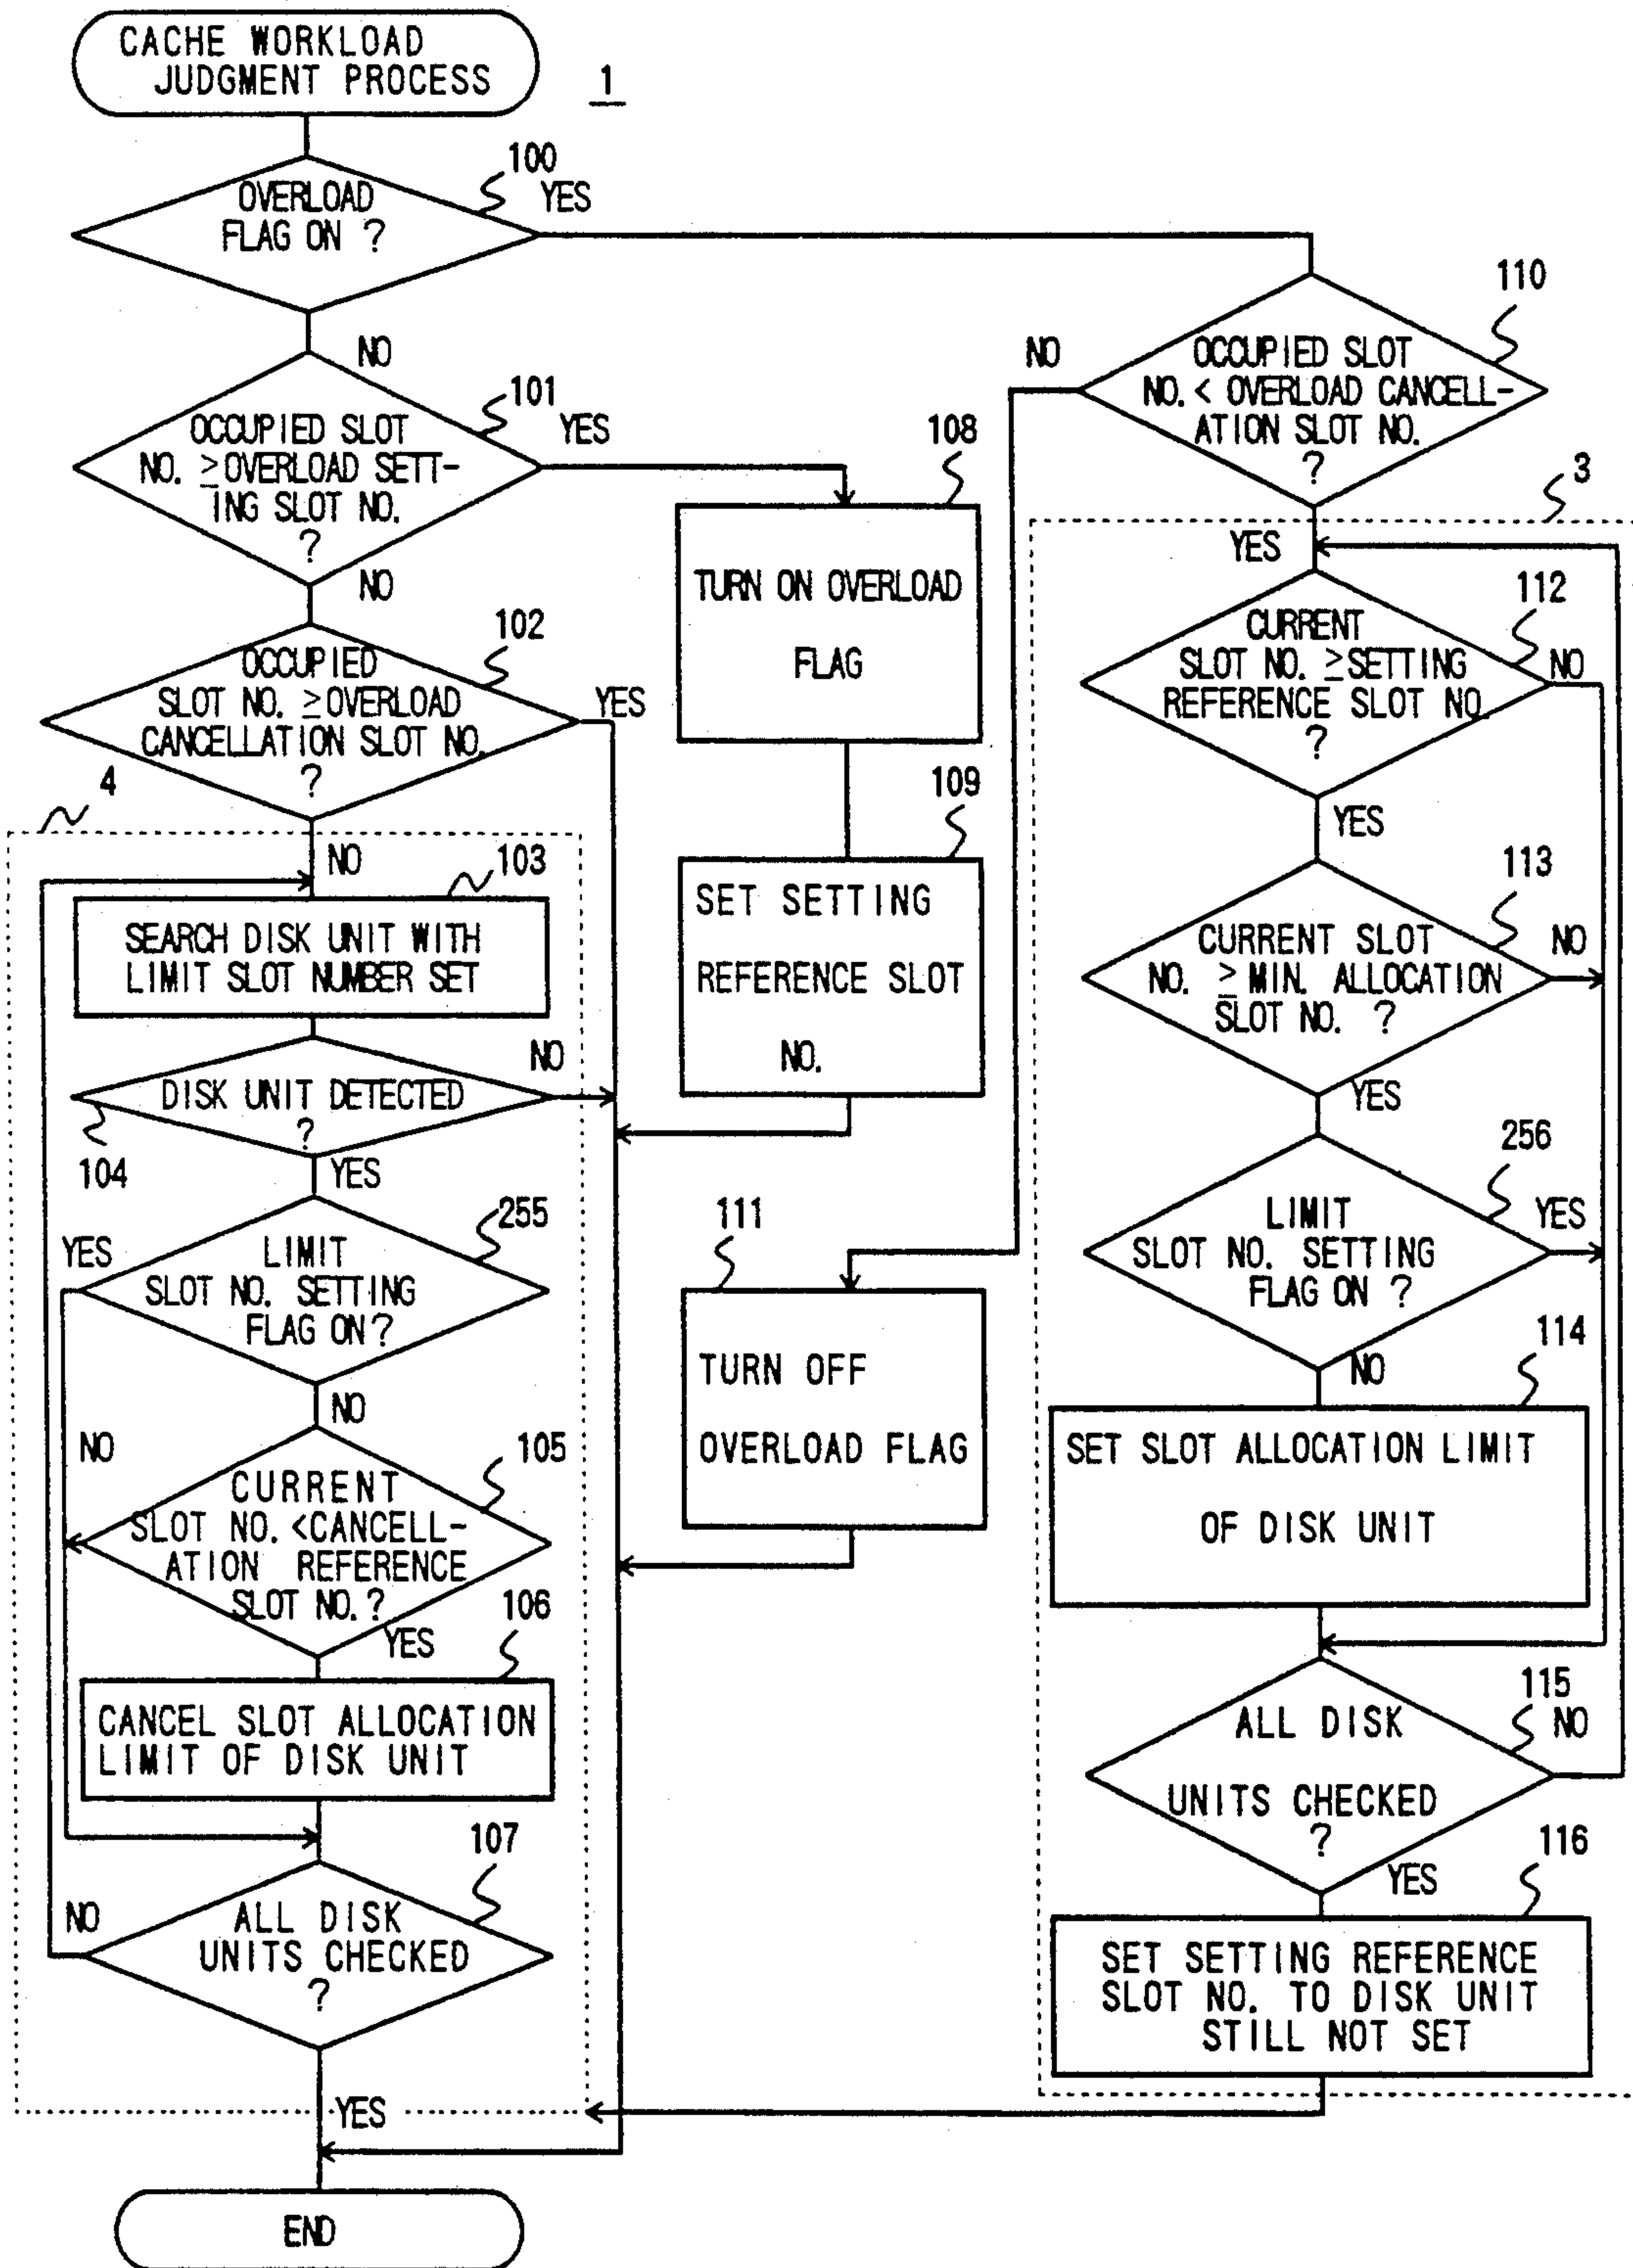 CACHE WORKLOAD
JUDGMENT PROCESS
1
100
OVERLOAD
FLAG ON ?
YES
NO
101
OCCUPIED SLOT
NO. ≥ OVERLOAD SETT-
ING SLOT NO.
?
YES
NO
102
OCCUPIED
SLOT NO. ≥ OVERLOAD
CANCELLATION SLOT NO.
?
YES
4
NO
103
SEARCH DISK UNIT WITH
LIMIT SLOT NUMBER SET
DISK UNIT DETECTED
?
NO
104
YES
255
LIMIT
SLOT NO. SETTING
FLAG ON ?
YES
NO
105
CURRENT
SLOT NO. < CANCELL-
ATION REFERENCE
SLOT NO. ?
NO
YES
106
CANCEL SLOT ALLOCATION
LIMIT OF DISK UNIT
107
ALL DISK
UNITS CHECKED
?
NO
YES
END
108
TURN ON OVERLOAD
FLAG
109
SET SETTING
REFERENCE SLOT
NO.
111
TURN OFF
OVERLOAD FLAG
110
OCCUPIED SLOT
NO. < OVERLOAD CANCELL-
ATION SLOT NO.
?
NO
3
YES
112
CURRENT
SLOT NO. ≥ SETTING
REFERENCE SLOT NO.
?
NO
YES
113
CURRENT SLOT
NO. ≥ MIN. ALLOCATION
SLOT NO. ?
NO
YES
256
LIMIT
SLOT NO. SETTING
FLAG ON ?
YES
NO
114
SET SLOT ALLOCATION LIMIT
OF DISK UNIT
115
ALL DISK
UNITS CHECKED
?
NO
YES
116
SET SETTING REFERENCE
SLOT NO. TO DISK UNIT
STILL NOT SET